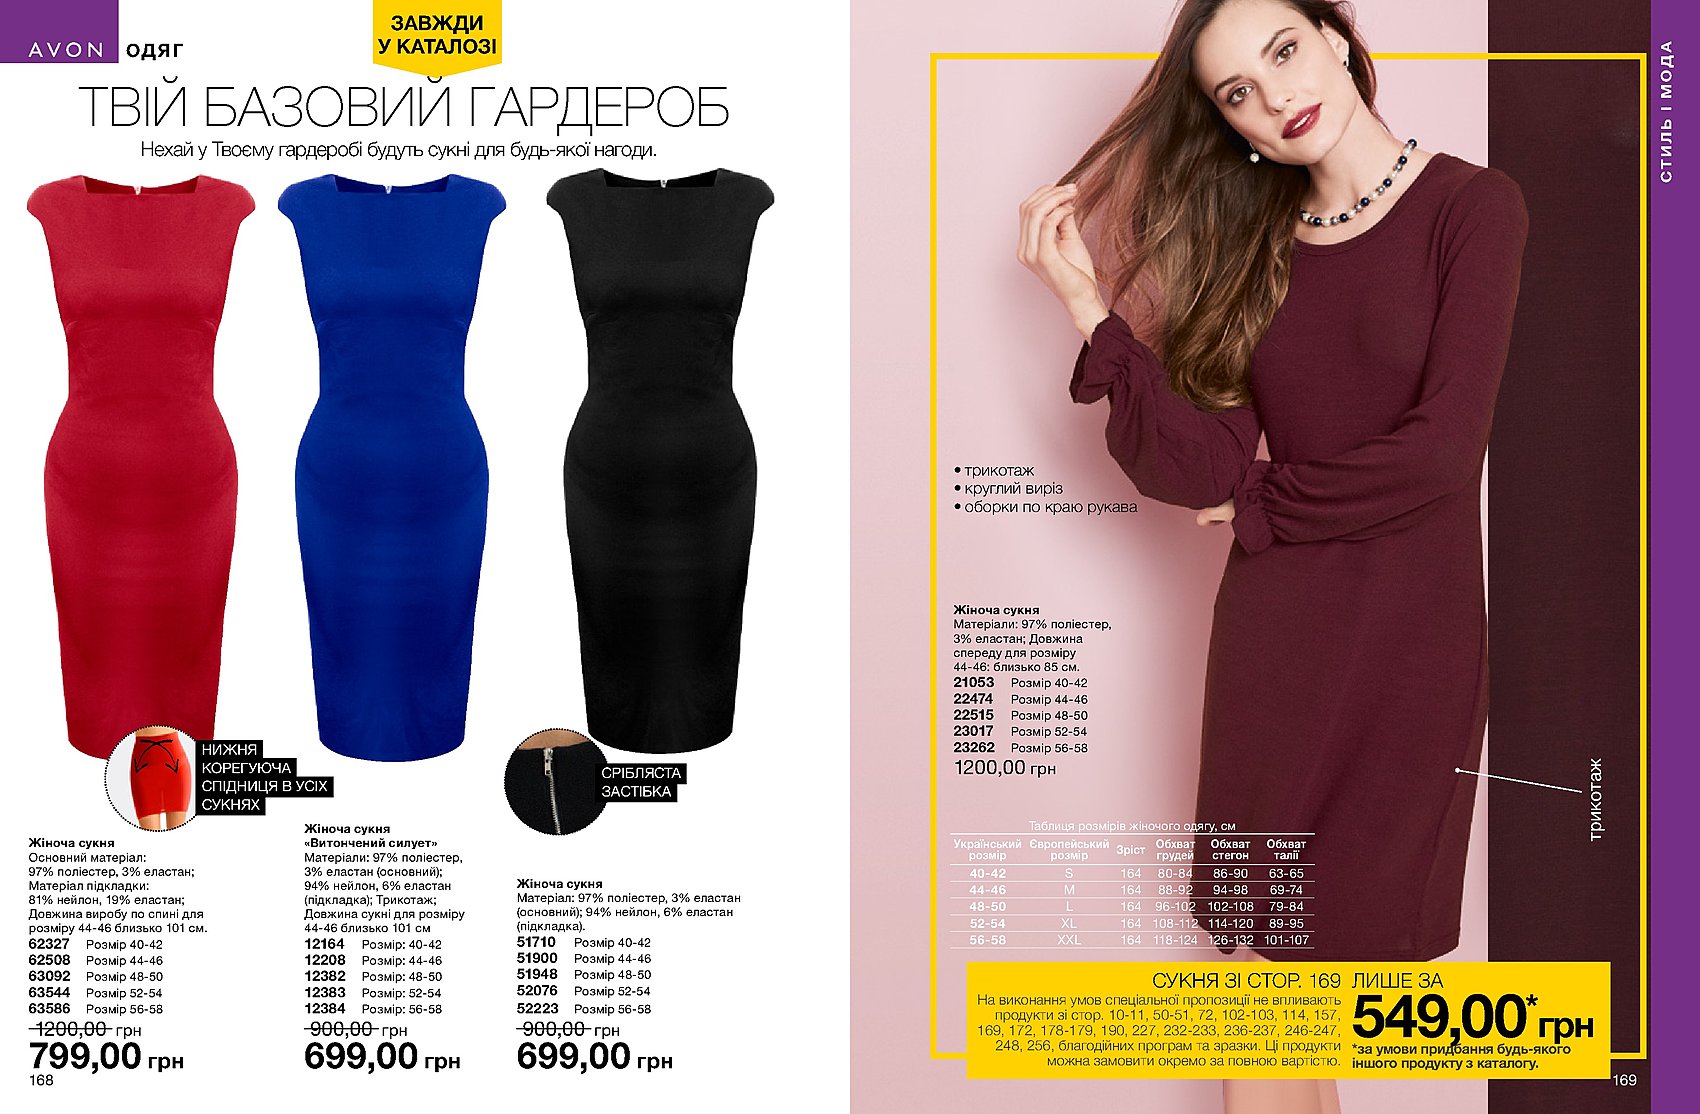 AVON
одяг
ЗАВЖДИ
У КАТАЛОЗІ
ТВІЙ БАЗОВИЙ ГАРДЕРОБ
Нехай у Твоєму гардеробі будуть сукні для будь-якої нагоди.
НИЖНЯ
КОРЕГУЮЧА
СПІДНИЦЯ В УСІХ
СУКНЯХ
СРІБЛЯСТА
ЗАСТІБКА
Жіноча сукня
Основний матеріал:
97% поліестер, 3% еластан;
Матеріал підкладки:
81% нейлон, 19% еластан;
Довжина виробу по спині для
розміру 44-46 близько 101 см.
62327 Розмір 40-42
62508 Розмір 44-46
63092 Розмір 48-50
63544 Розмір 52-54
63586 Розмір 56-58
1200,00 грн
799,00 грн
168
Жіноча сукня
«Витончений силует»
Матеріали: 97% поліестер,
3% еластан (основний);
94% нейлон, 6% еластан
(підкладка); Трикотаж;
Довжина сукні для розміру
44-46 близько 101 см
12164 Розмір: 40-42
12208 Розмір: 44-46
12382 Розмір: 48-50
12383 Розмір: 52-54
12384 Розмір: 56-58
900,00 грн
699,00 грн
Жіноча сукня
Матеріал: 97% поліестер, 3% еластан
(основний); 94% нейлон, 6% еластан
(підкладка).
51710 Розмір 40-42
51900 Розмір 44-46
51948 Розмір 48-50
52076 Розмір 52-54
52223 Розмір 56-58
900,00 грн
699,00 грн
СТИЛЬ І МОДА
• трикотаж
• круглий виріз
• оборки по краю рукава
Жіноча сукня
Матеріали: 97% поліестер,
3% еластан; Довжина
спереду для розміру
44-46: близько 85 см.
21053 Розмір 40-42
22474 Розмір 44-46
22515 Розмір 48-50
23017 Розмір 52-54
23262 Розмір 56-58
1200,00 грн
трикотаж
Таблиця розмірів жіночого одягу, см
Український розмір Європейський розмір Зріст Обхват грудей Обхват стегон Обхват талії
40-42 S 164 80-84 86-90 63-65
44-46 M 164 88-92 94-98 69-74
48-50 L 164 96-102 102-108 79-84
52-54 XL 164 108-112 114-120 89-95
56-58 XXL 164 118-124 126-132 101-107
СУКНЯ ЗІ СТОР. 169 ЛИШЕ ЗА
На виконання умов спеціальної пропозиції не впливають
продукти зі стор. 10-11, 50-51, 72, 102-103, 114, 157,
169, 172, 178-179, 190, 227, 232-233, 236-237, 246-247,
248, 256, благодійних програм та зразки. Ці продукти
можна замовити окремо за повною вартістю.
549,00* грн
*за умови придбання будь-якого
іншого продукту з каталогу.
169